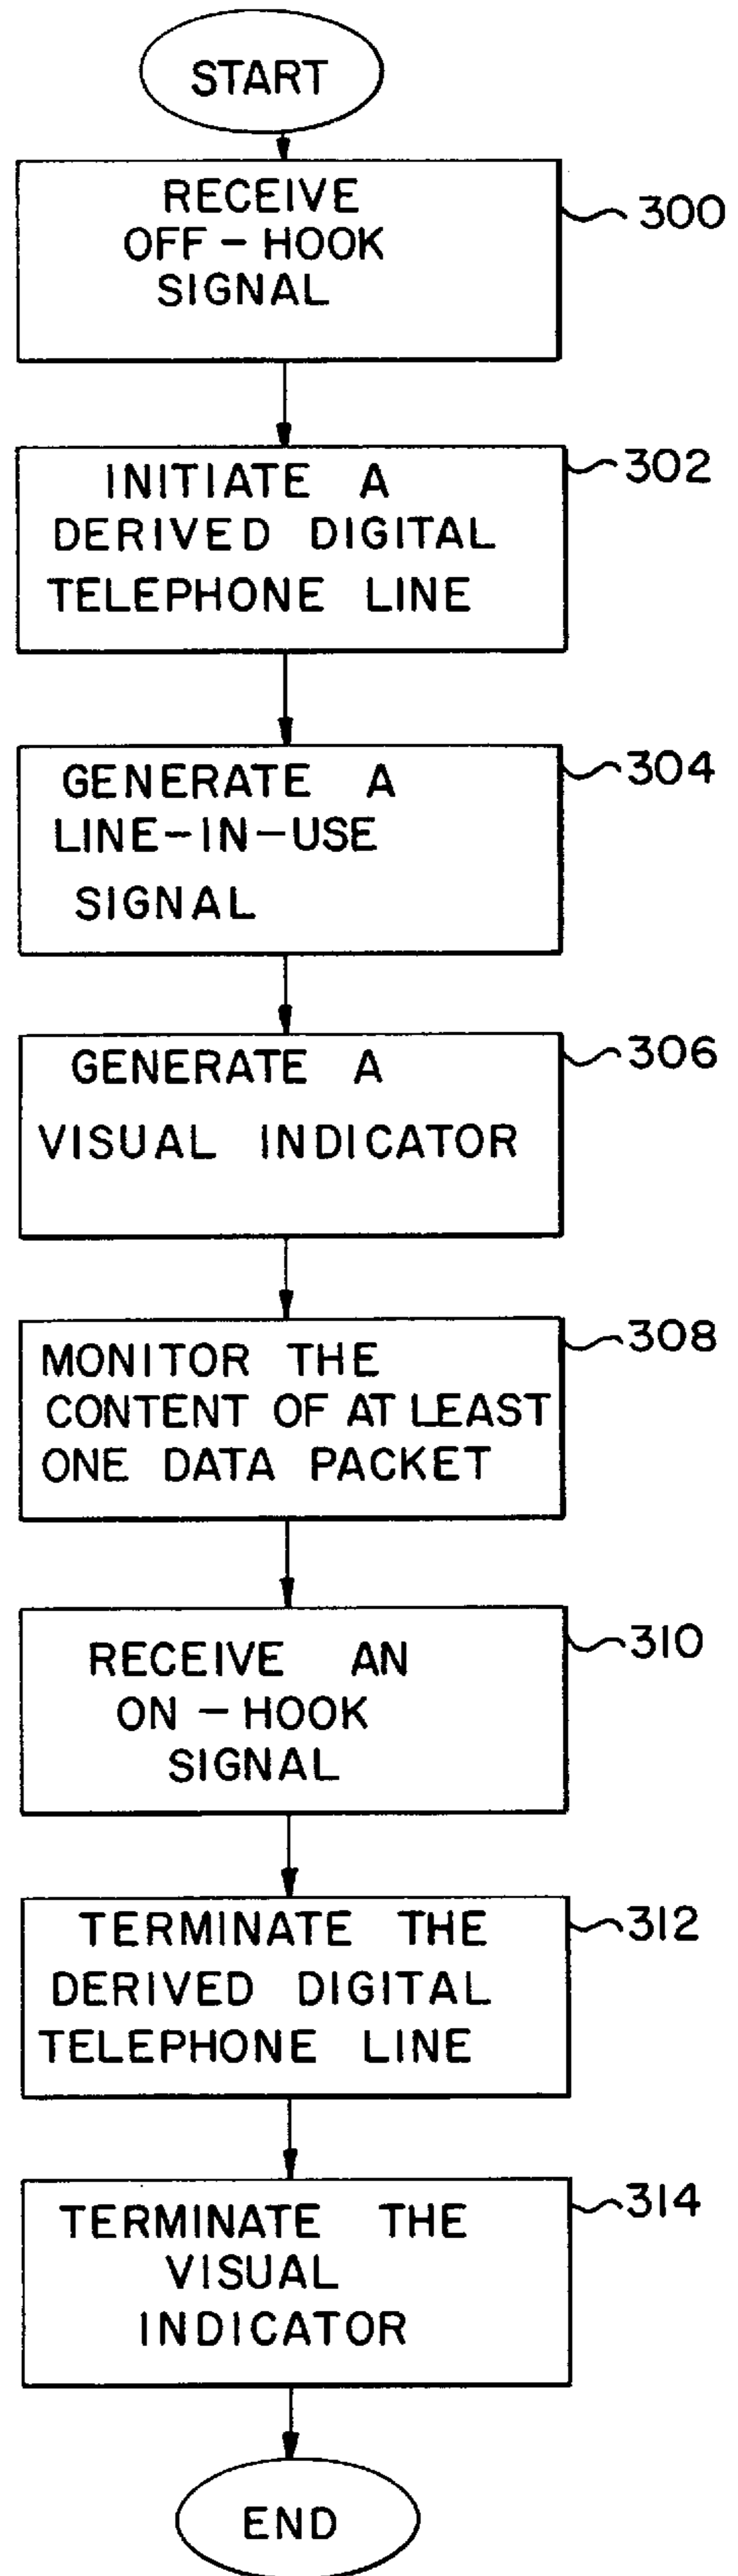 START
RECEIVE
OFF-HOOK
SIGNAL
300
INITIATE A
DERIVED DIGITAL
TELEPHONE LINE
302
GENERATE A
LINE-IN-USE
SIGNAL
304
GENERATE A
VISUAL INDICATOR
306
MONITOR THE
CONTENT OF AT LEAST
ONE DATA PACKET
308
RECEIVE AN
ON-HOOK
SIGNAL
310
TERMINATE THE
DERIVED DIGITAL
TELEPHONE LINE
312
TERMINATE THE
VISUAL
INDICATOR
314
END